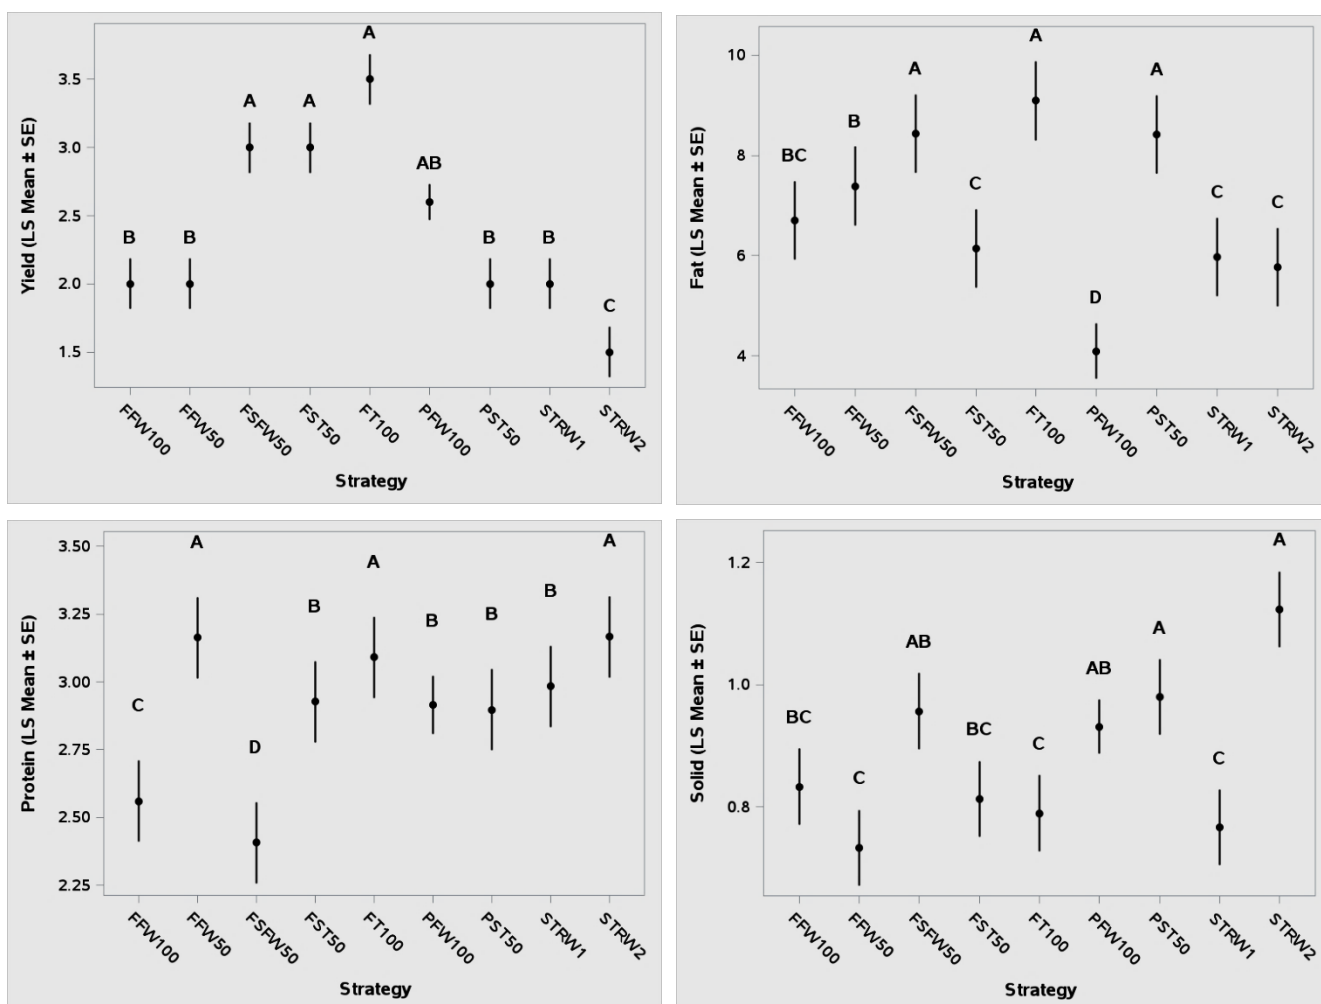 Yield (LS Mean ± SE)
3.5
3.0
2.5
2.0
1.5
B B A A A AB B B C
FFW100 FFW50 FSFW50 FST50 FT100 PFW100 PST50 STRW1 STRW2
Strategy
Fat (LS Mean ± SE)
10
8
6
4
BC B A C A D A C C
FFW100 FFW50 FSFW50 FST50 FT100 PFW100 PST50 STRW1 STRW2
Strategy
Protein (LS Mean ± SE)
3.50
3.25
3.00
2.75
2.50
2.25
C A D B A B B B A
FFW100 FFW50 FSFW50 FST50 FT100 PFW100 PST50 STRW1 STRW2
Strategy
Solid (LS Mean ± SE)
1.2
1.0
0.8
BC C AB BC C AB A C A
FFW100 FFW50 FSFW50 FST50 FT100 PFW100 PST50 STRW1 STRW2
Strategy